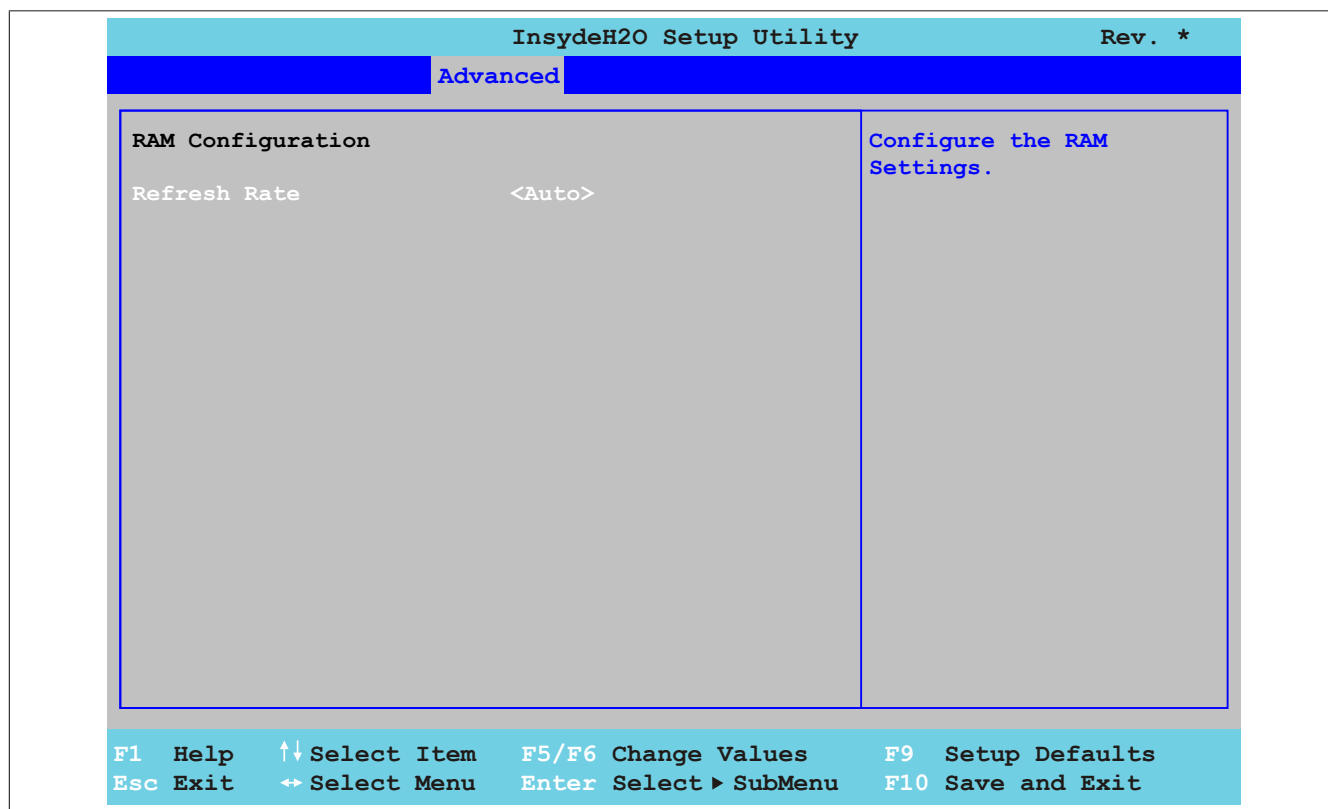 InsydeH2O Setup Utility Rev. *
Advanced
RAM Configuration
Refresh Rate <Auto>
Configure the RAM
Settings.
F1 Help ↑↓ Select Item F5/F6 Change Values F9 Setup Defaults
Esc Exit ↔ Select Menu Enter Select ▶ SubMenu F10 Save and Exit